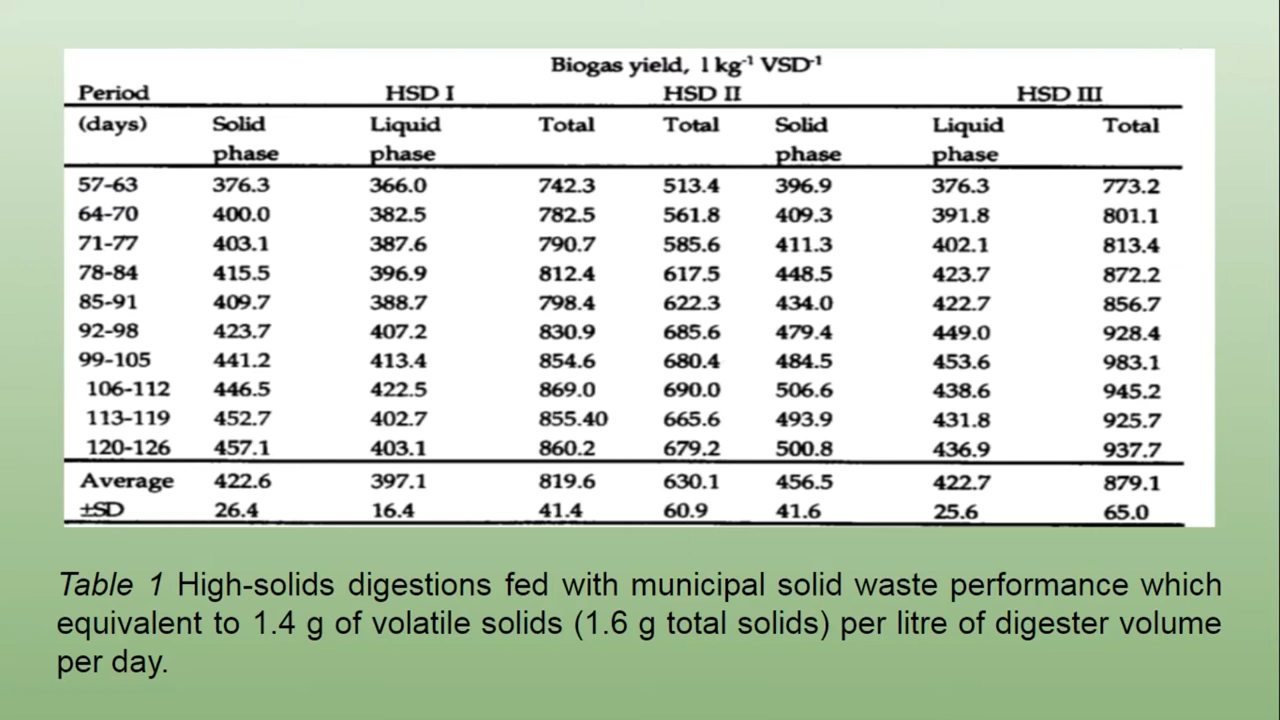 Biogas yield, l kg⁻¹ VSD⁻¹
Period HSD I HSD II HSD III
(days) Solid Liquid Total Total Solid Liquid Total
phase phase phase phase
57-63 376.3 366.0 742.3 513.4 396.9 376.3 773.2
64-70 400.0 382.5 782.5 561.8 409.3 391.8 801.1
71-77 403.1 387.6 790.7 585.6 411.3 402.1 813.4
78-84 415.5 396.9 812.4 617.5 448.5 423.7 872.2
85-91 409.7 388.7 798.4 622.3 434.0 422.7 856.7
92-98 423.7 407.2 830.9 685.6 479.4 449.0 928.4
99-105 441.2 413.4 854.6 680.4 484.5 453.6 983.1
106-112 446.5 422.5 869.0 690.0 506.6 438.6 945.2
113-119 452.7 402.7 855.40 665.6 493.9 431.8 925.7
120-126 457.1 403.1 860.2 679.2 500.8 436.9 937.7
Average 422.6 397.1 819.6 630.1 456.5 422.7 879.1
±SD 26.4 16.4 41.4 60.9 41.6 25.6 65.0
Table 1 High-solids digestions fed with municipal solid waste performance which
equivalent to 1.4 g of volatile solids (1.6 g total solids) per litre of digester volume
per day.